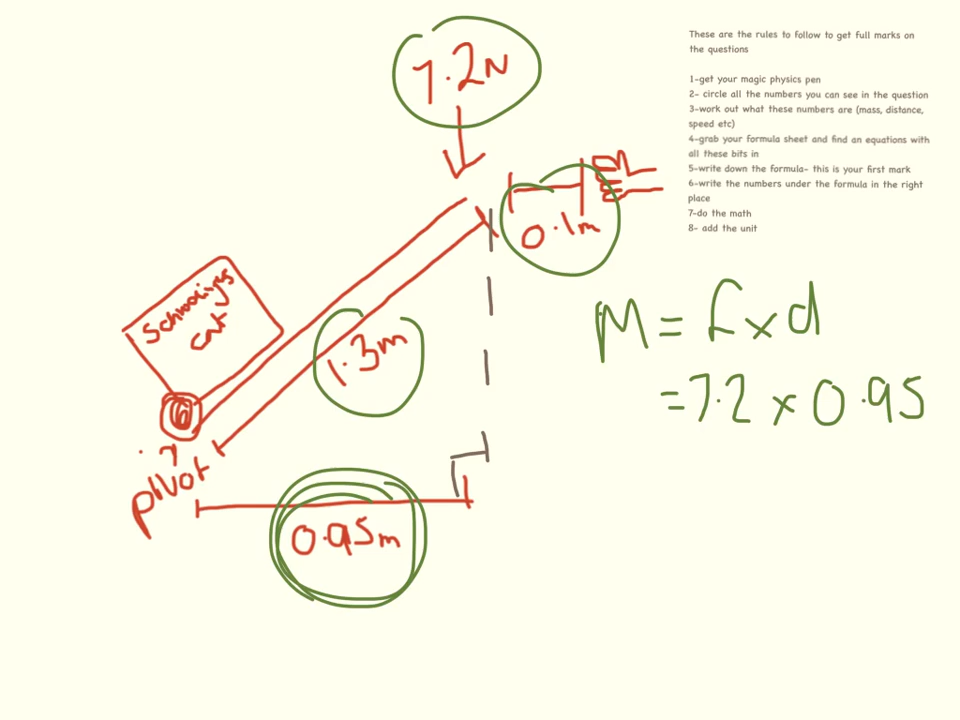 These are the rules to follow to get full marks on
the questions
1-get your magic physics pen
2- circle all the numbers you can see in the question
3-work out what these numbers are (mass, distance,
speed etc)
4-grab your formula sheet and find an equations with
all these bits in
5-write down the formula- this is your first mark
6-write the numbers under the formula in the right
place
7-do the math
8- add the unit
7.2N
0.1m
cat
1.3m
pivot
0.95m
M = F x d
= 7.2 x 0.95